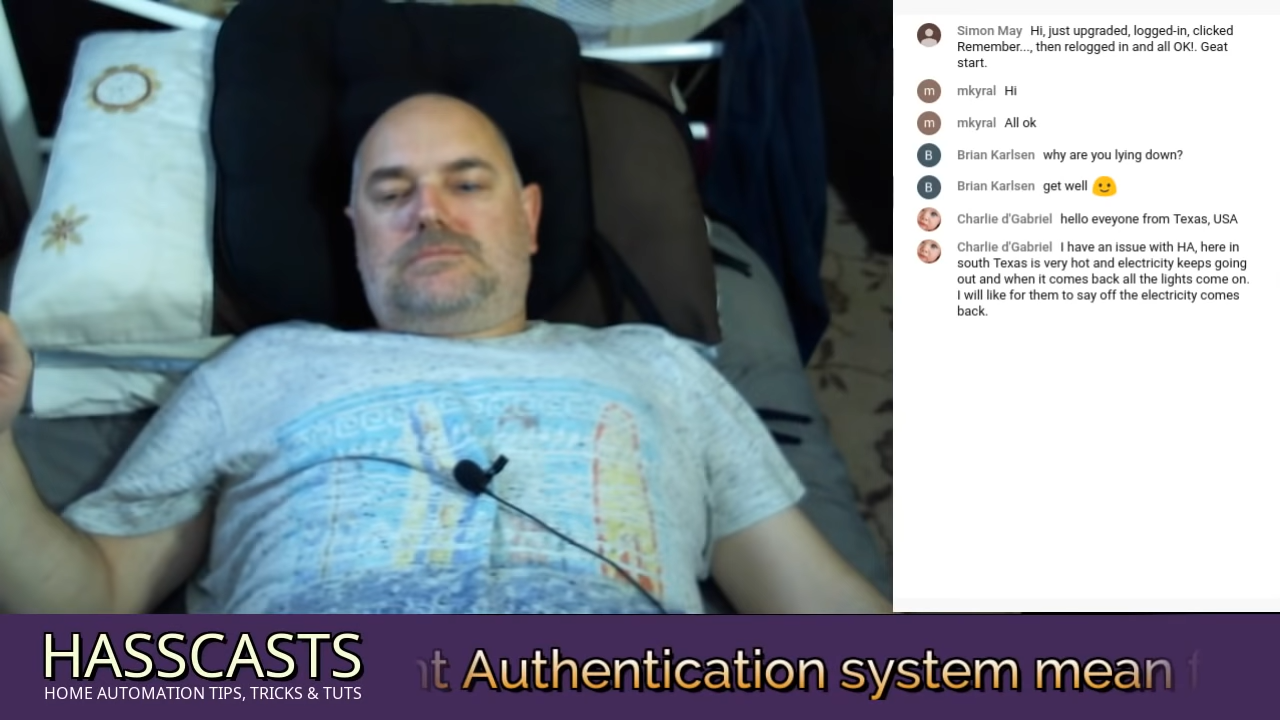 Simon May Hi, just upgraded, logged-in, clicked
Remember..., then relogged in and all OK!. Geat
start.
m mkyral Hi
m mkyral All ok
B Brian Karlsen why are you lying down?
B Brian Karlsen get well
Charlie d'Gabriel hello eveyone from Texas, USA
Charlie d'Gabriel I have an issue with HA, here in
south Texas is very hot and electricity keeps going
out and when it comes back all the lights come on.
I will like for them to say off the electricity comes
back.
HASSCASTS
HOME AUTOMATION TIPS, TRICKS & TUTS
nt Authentication system mean f